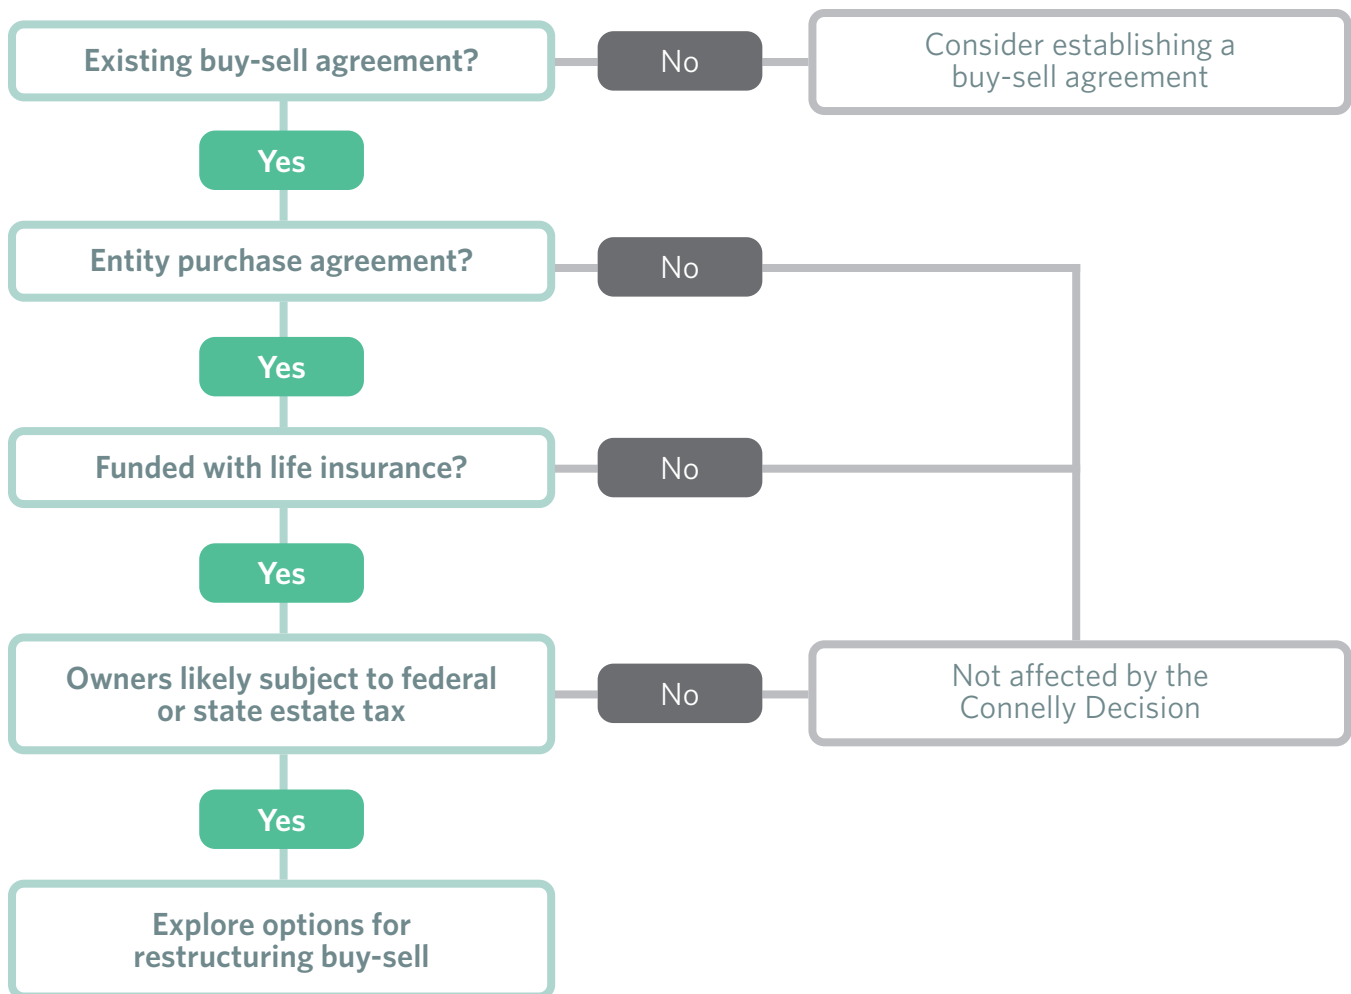 Existing buy-sell agreement?
No
Consider establishing a
buy-sell agreement
Yes
Entity purchase agreement?
No
Yes
Funded with life insurance?
No
Yes
Owners likely subject to federal
or state estate tax
No
Not affected by the
Connelly Decision
Yes
Explore options for
restructuring buy-sell